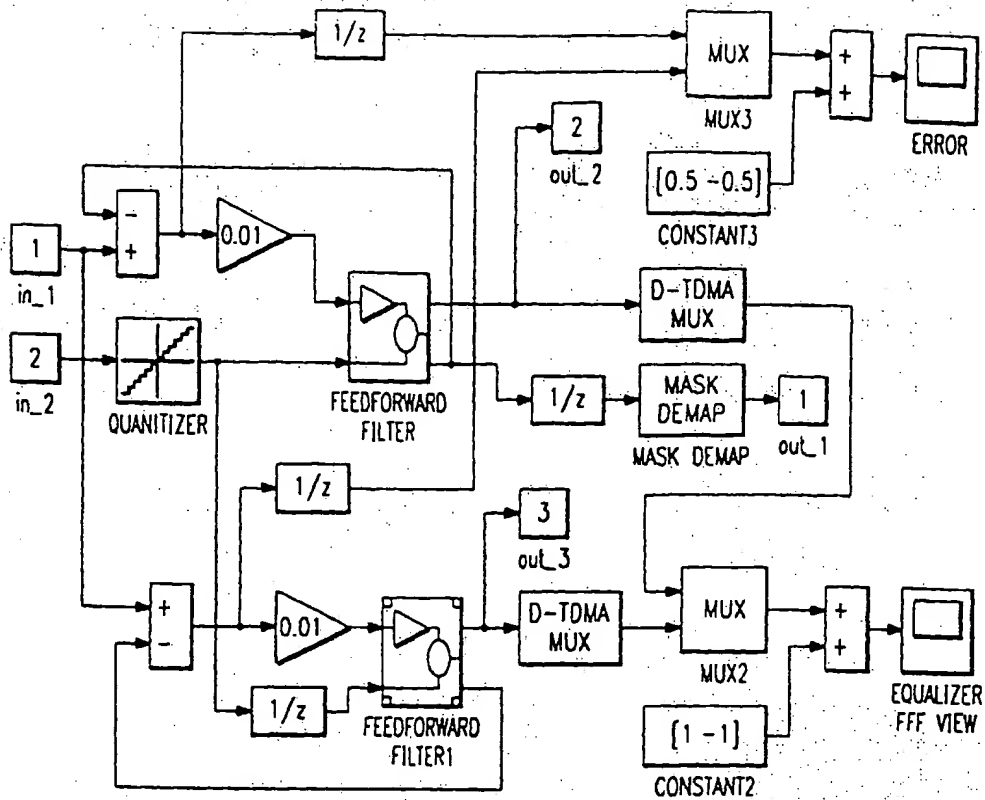 1/z
MUX
MUX3
+
+
ERROR
2
out_2
[0.5 -0.5]
CONSTANT3
-
+
0.01
1
in_1
2
in_2
QUANITIZER
FEEDFORWARD
FILTER
D-TDMA
MUX
1/z
MASK
DEMAP
MASK DEMAP
1
out_1
1/z
3
out_3
+
-
0.01
1/z
FEEDFORWARD
FILTER1
D-TDMA
MUX
MUX
MUX2
+
+
EQUALIZER
FFF VIEW
[1 -1]
CONSTANT2